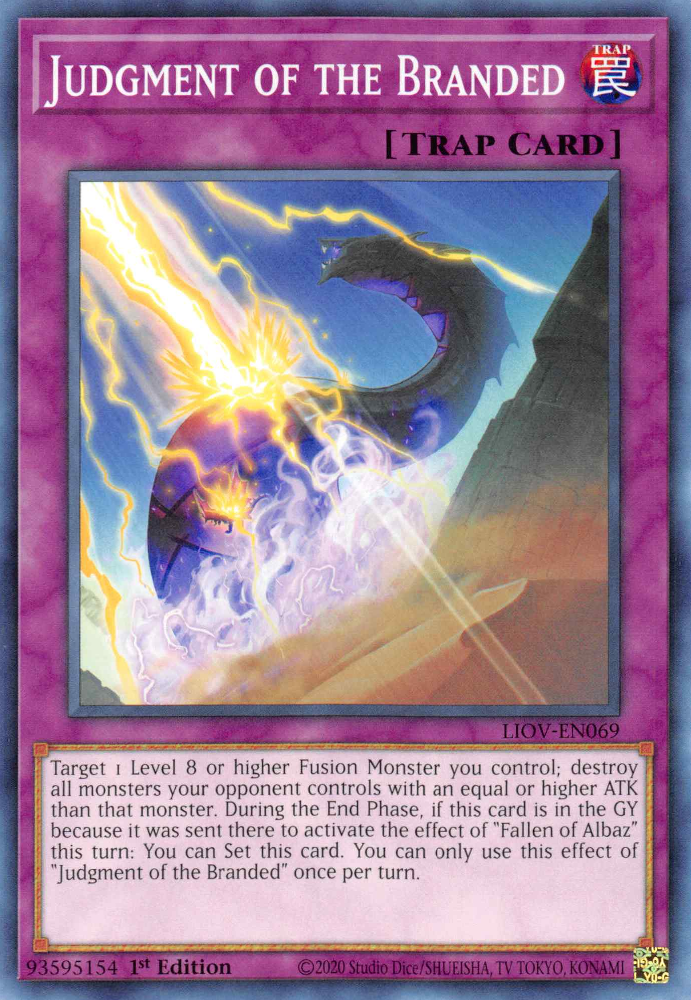 JUDGMENT OF THE BRANDED
TRAP
罠
[TRAP CARD]
LIOV-EN069
Target 1 Level 8 or higher Fusion Monster you control; destroy
all monsters your opponent controls with an equal or higher ATK
than that monster. During the End Phase, if this card is in the GY
because it was sent there to activate the effect of "Fallen of Albaz"
this turn: You can Set this card. You can only use this effect of
"Judgment of the Branded" once per turn.
93595154 1st Edition ©2020 Studio Dice/SHUEISHA, TV TOKYO, KONAMI